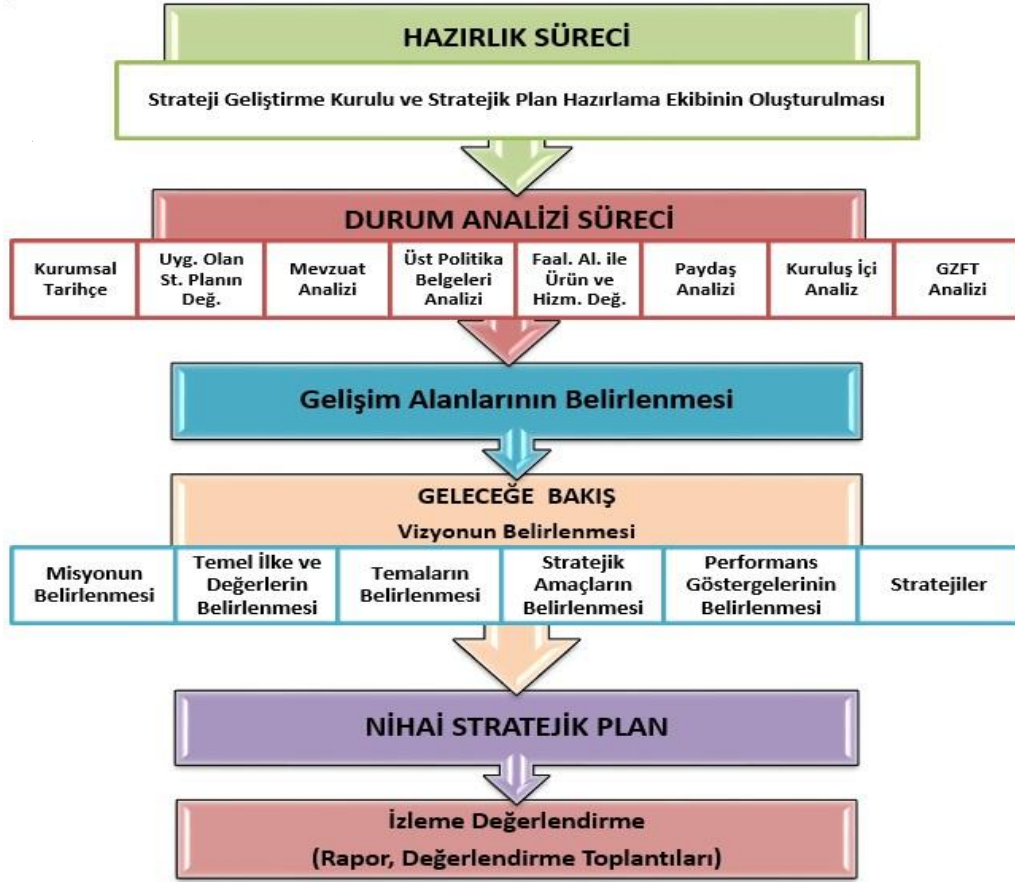 HAZIRLIK SÜRECİ
Strateji Geliştirme Kurulu ve Stratejik Plan Hazırlama Ekibinin Oluşturulması
DURUM ANALİZİ SÜRECİ
Kurumsal
Tarihçe
Uyg. Olan
St. Planın
Değ.
Mevzuat
Analizi
Üst Politika
Belgeleri
Analizi
Faal. Al. ile
Ürün ve
Hizm. Değ.
Paydaş
Analizi
Kuruluş İçi
Analiz
GZFT
Analizi
Gelişim Alanlarının Belirlenmesi
GELECEĞE BAKIŞ
Vizyonun Belirlenmesi
Misyonun
Belirlenmesi
Temel İlke ve
Değerlerin
Belirlenmesi
Temaların
Belirlenmesi
Stratejik
Amaçların
Belirlenmesi
Performans
Göstergelerinin
Belirlenmesi
Stratejiler
NİHAİ STRATEJİK PLAN
İzleme Değerlendirme
(Rapor, Değerlendirme Toplantıları)